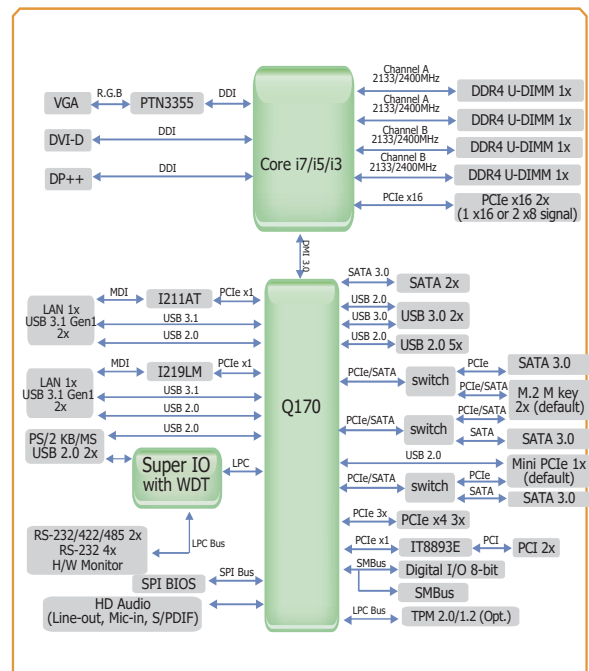 VGA
R.G.B
PTN3355
DDI
DVI-D
DDI
DP++
DDI
Core i7/i5/i3
Channel A
2133/2400MHz
DDR4 U-DIMM 1x
Channel A
2133/2400MHz
DDR4 U-DIMM 1x
Channel B
2133/2400MHz
DDR4 U-DIMM 1x
Channel B
2133/2400MHz
DDR4 U-DIMM 1x
PCIe x16
PCIe x16 2x
(1 x16 or 2 x8 signal)
DMI 3.0
LAN 1x
USB 3.1 Gen1
2x
MDI
I211AT
PCIe x1
USB 3.1
USB 2.0
LAN 1x
USB 3.1 Gen1
2x
MDI
I219LM
PCIe x1
USB 3.1
USB 2.0
PS/2 KB/MS
USB 2.0 2x
USB 2.0
Super IO
with WDT
LPC
RS-232/422/485 2x
RS-232 4x
H/W Monitor
LPC Bus
SPI BIOS
SPI Bus
HD Audio
(Line-out, Mic-in, S/PDIF)
Q170
SATA 3.0
SATA 2x
USB 2.0
USB 3.0
USB 3.0 2x
USB 2.0
USB 2.0 5x
PCIe/SATA
switch
PCIe
SATA 3.0
PCIe/SATA
M.2 M key
2x (default)
PCIe/SATA
switch
PCIe/SATA
SATA
SATA 3.0
USB 2.0
Mini PCIe 1x
(default)
PCIe/SATA
switch
PCIe
SATA
SATA 3.0
PCIe 3x
PCIe x4 3x
PCIe x1
IT8893E
PCI
PCI 2x
SMBus
Digital I/O 8-bit
SMBus
LPC Bus
TPM 2.0/1.2 (Opt.)